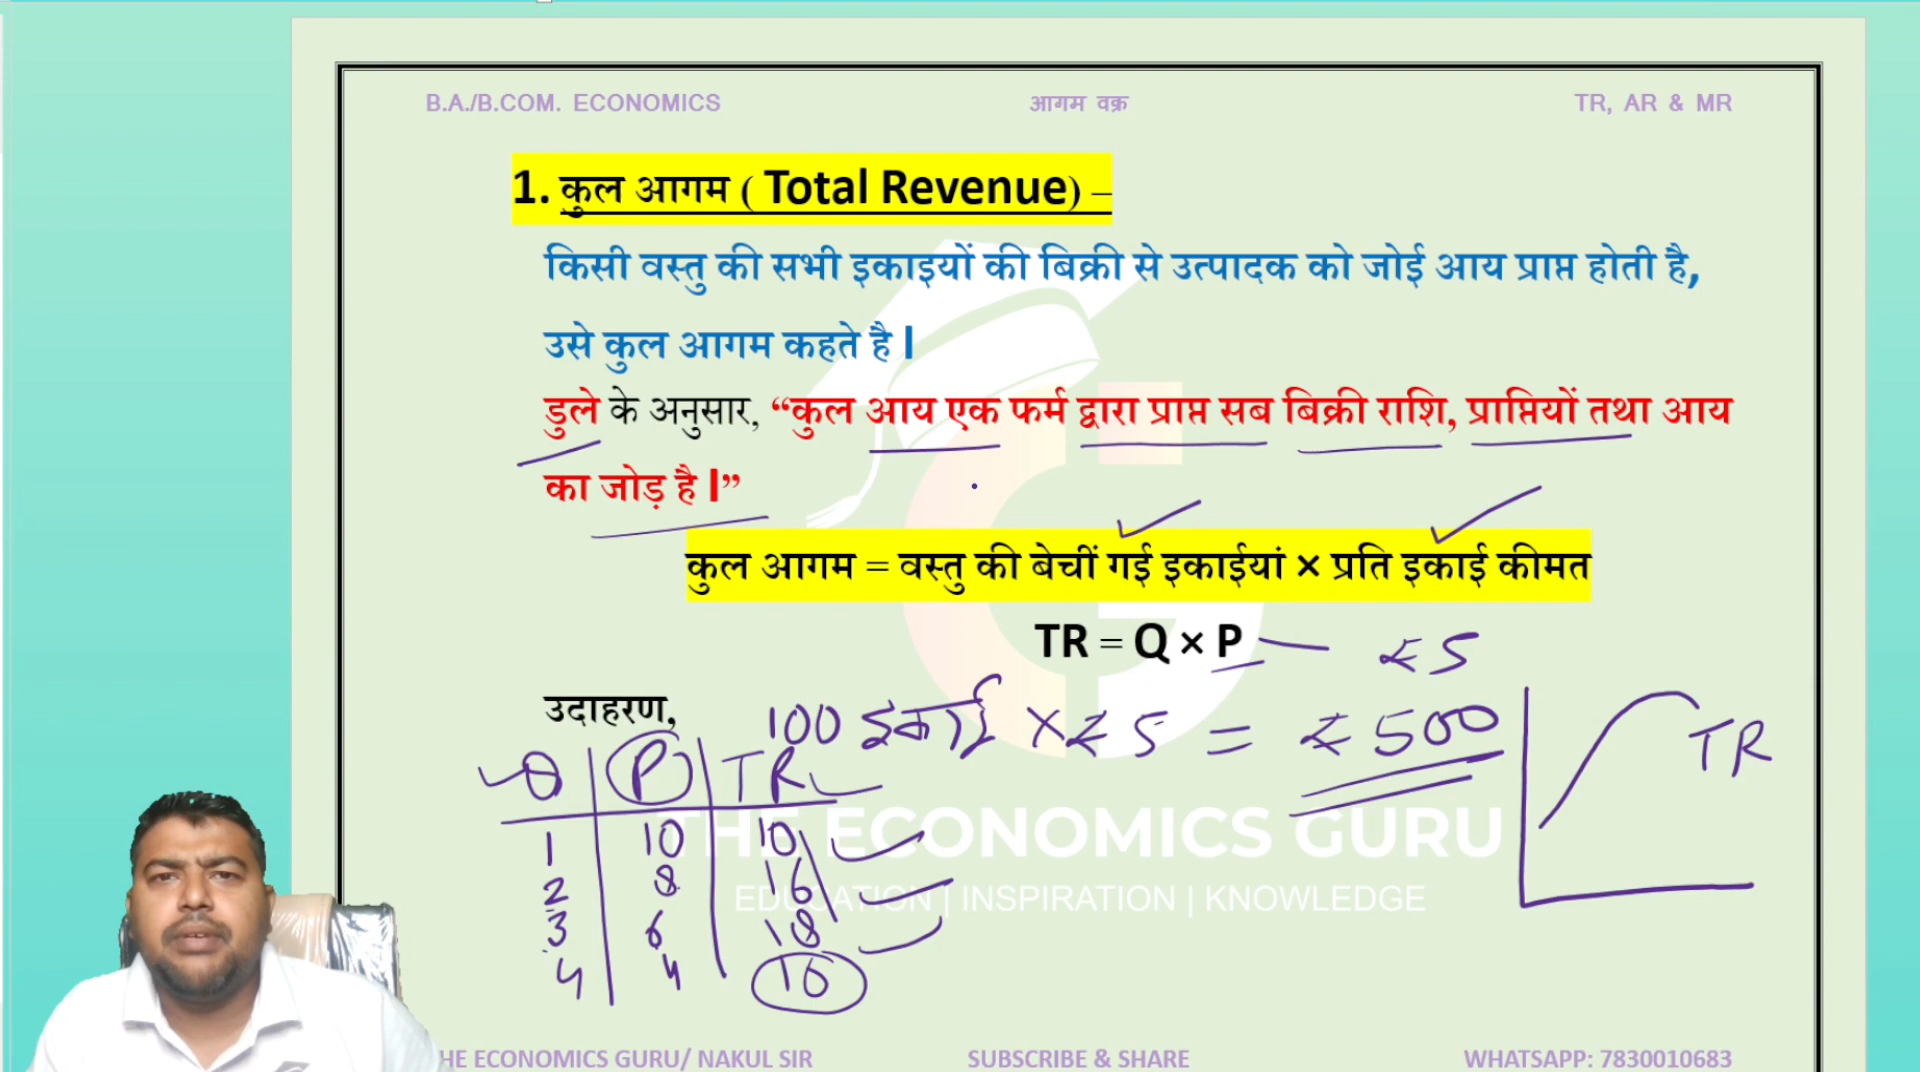 B.A./B.COM. ECONOMICS आगम वक्र TR, AR & MR
1. कुल आगम ( Total Revenue) –
किसी वस्तु की सभी इकाइयों की बिक्री से उत्पादक को जोई आय प्राप्त होती है,
उसे कुल आगम कहते है।
डुले के अनुसार, “कुल आय एक फर्म द्वारा प्राप्त सब बिक्री राशि, प्राप्तियों तथा आय
का जोड़ है।”
कुल आगम = वस्तु की बेचीं गई इकाईयां × प्रति इकाई कीमत
TR = Q × P ₹5
उदाहरण, 100 इकाई × ₹5 = ₹500
Q P TR
TR
1 10 10
2 8 16
3 6 18
4 4 16
THE ECONOMICS GURU
EDUCATION | INSPIRATION | KNOWLEDGE
HE ECONOMICS GURU/ NAKUL SIR SUBSCRIBE & SHARE WHATSAPP: 7830010683